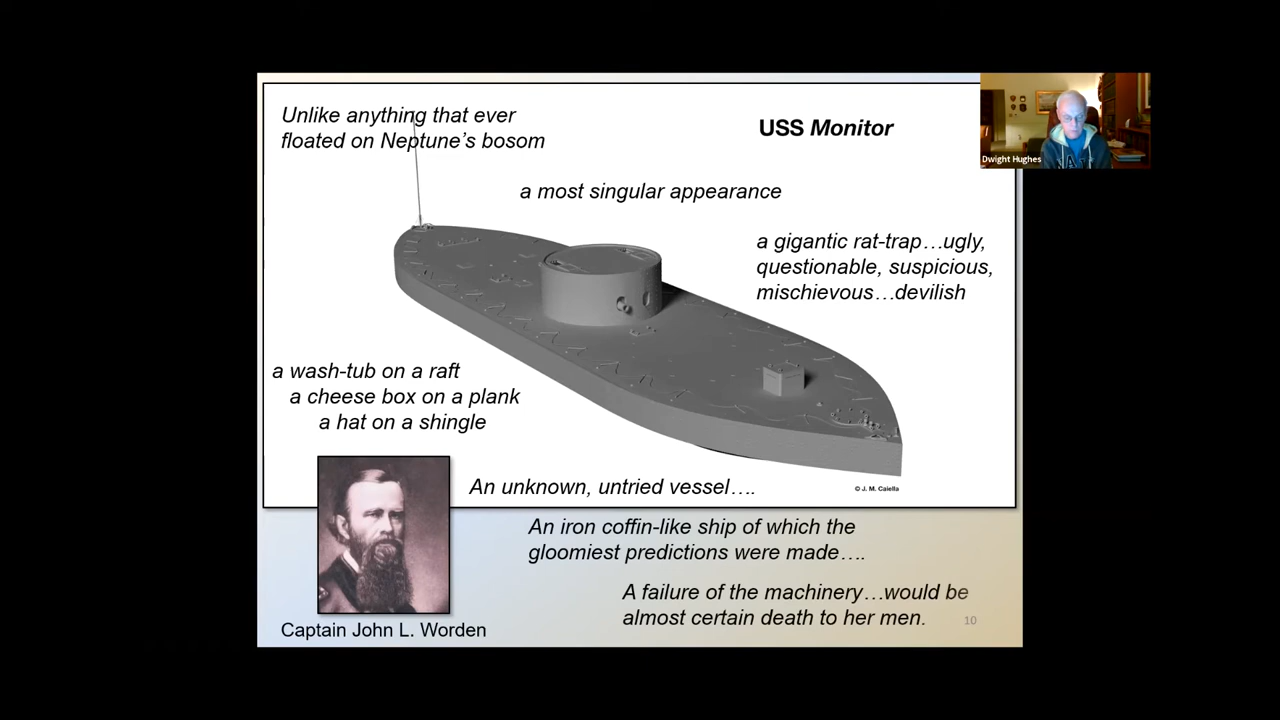 Unlike anything that ever
floated on Neptune's bosom
USS Monitor
Dwight Hughes
a most singular appearance
a gigantic rat-trap…ugly,
questionable, suspicious,
mischievous…devilish
a wash-tub on a raft
a cheese box on a plank
a hat on a shingle
An unknown, untried vessel….
© J. M. Caiella
An iron coffin-like ship of which the
gloomiest predictions were made….
A failure of the machinery…would be
almost certain death to her men.
10
Captain John L. Worden